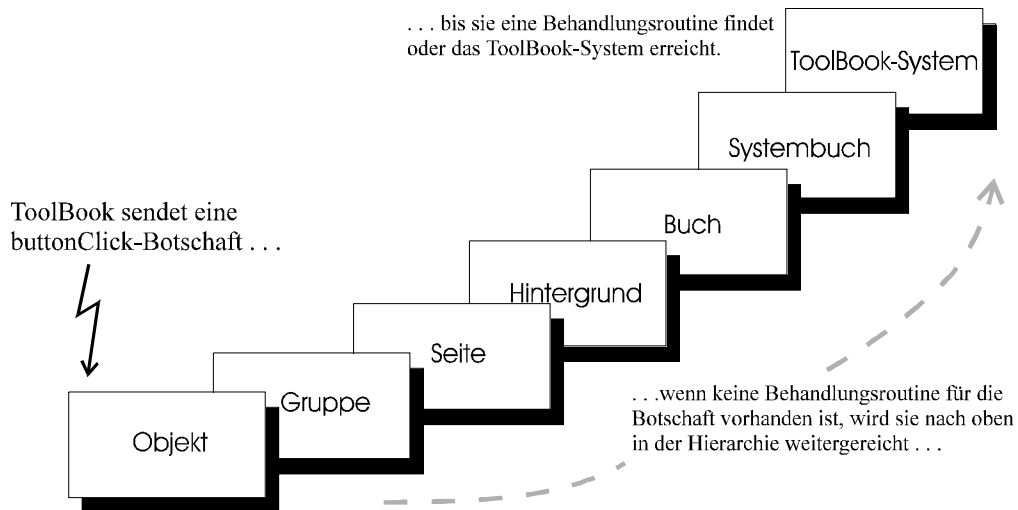 . . . bis sie eine Behandlungsroutine findet
oder das ToolBook-System erreicht.
ToolBook-System
Systembuch
Buch
Hintergrund
Seite
Gruppe
Objekt
ToolBook sendet eine
buttonClick-Botschaft . . .
. . .wenn keine Behandlungsroutine für die
Botschaft vorhanden ist, wird sie nach oben
in der Hierarchie weitergereicht . . .